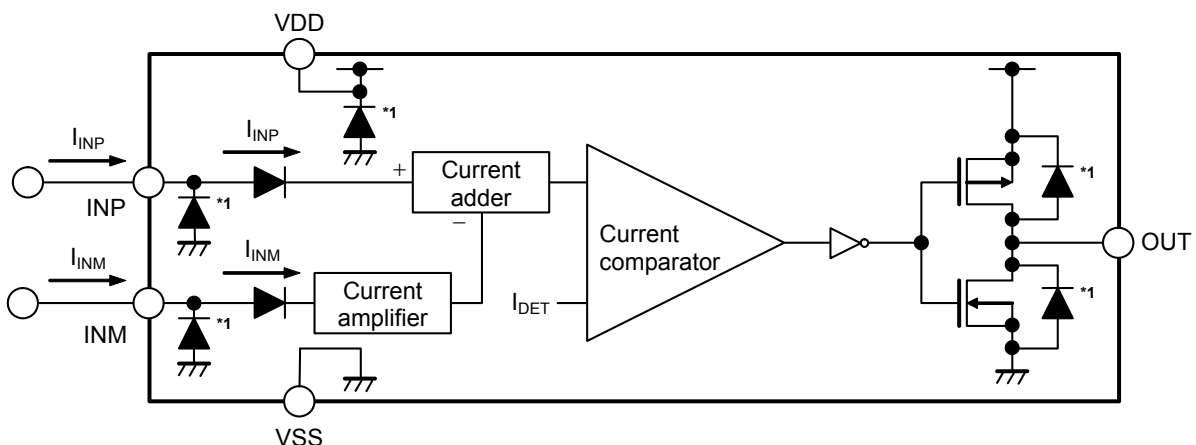 VDD
*1
I_INP
I_INP
+
Current
adder
*1
INP
*1
−
Current
comparator
OUT
I_INM
I_INM
Current
amplifier
I_DET
*1
INM
*1
VSS